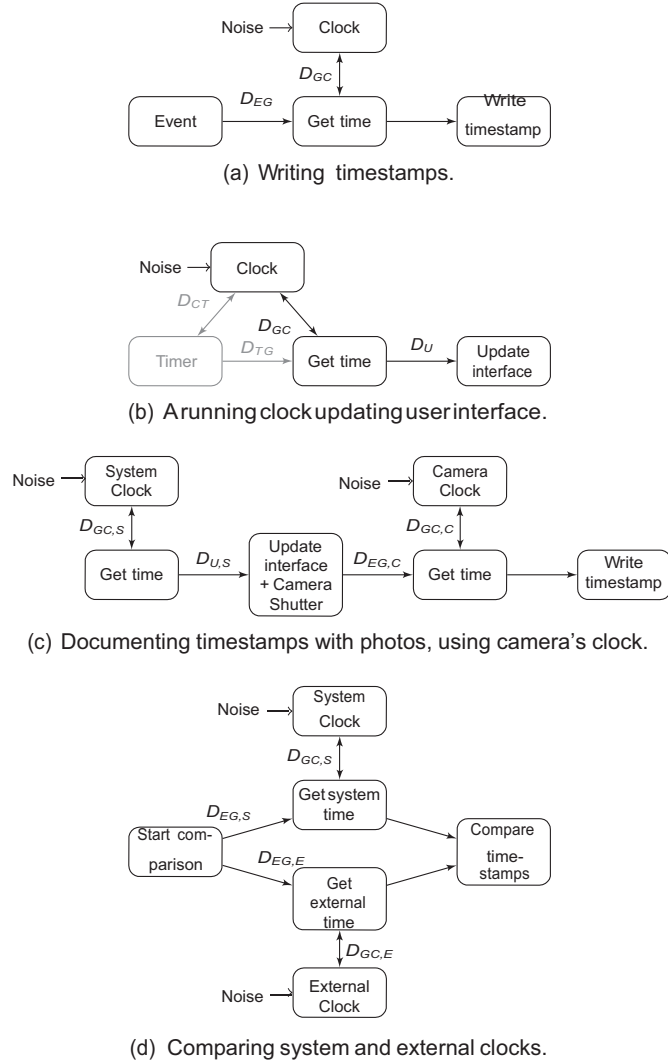 Noise
Clock
D_GC
D_EG
Event
Get time
Write
timestamp
(a) Writing timestamps.
Noise
Clock
D_CT
D_GC
D_TG
D_U
Timer
Get time
Update
interface
(b) A running clock updating user interface.
Noise
System
Clock
Noise
Camera
Clock
D_GC,S
D_GC,C
D_U,S
D_EG,C
Get time
Update
interface
+ Camera
Shutter
Get time
Write
timestamp
(c) Documenting timestamps with photos, using camera's clock.
Noise
System
Clock
D_GC,S
D_EG,S
Get system
time
Start com-
parison
D_EG,E
Compare
time-
stamps
Get
external
time
D_GC,E
Noise
External
Clock
(d) Comparing system and external clocks.